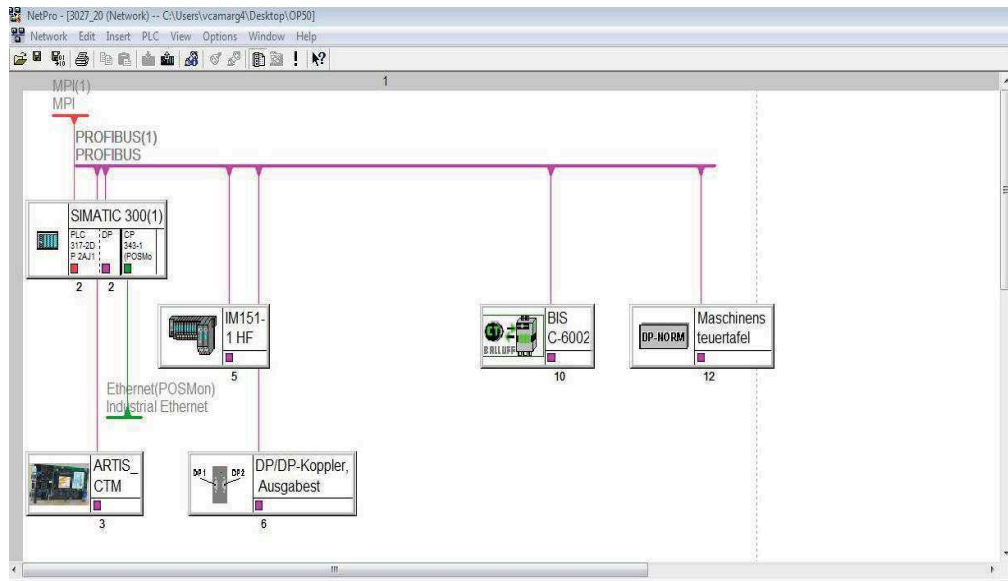 NetPro - [3027_20 (Network) -- C:\Users\vcamarg4\Desktop\OP50]
Network Edit Insert PLC View Options Window Help
1
MPI(1)
MPI
PROFIBUS(1)
PROFIBUS
SIMATIC 300(1)
PLC DP CP
317-2D 343-1
P 2AJ1 (POSMo
2 2
IM151-
1 HF
5
BIS
C-6002
BALLUFF
10
Maschinens
teuertafel
DP-NORM
12
Ethernet(POSMon)
Industrial Ethernet
ARTIS_
CTM
3
DP1 DP2
DP/DP-Koppler,
Ausgabest
6